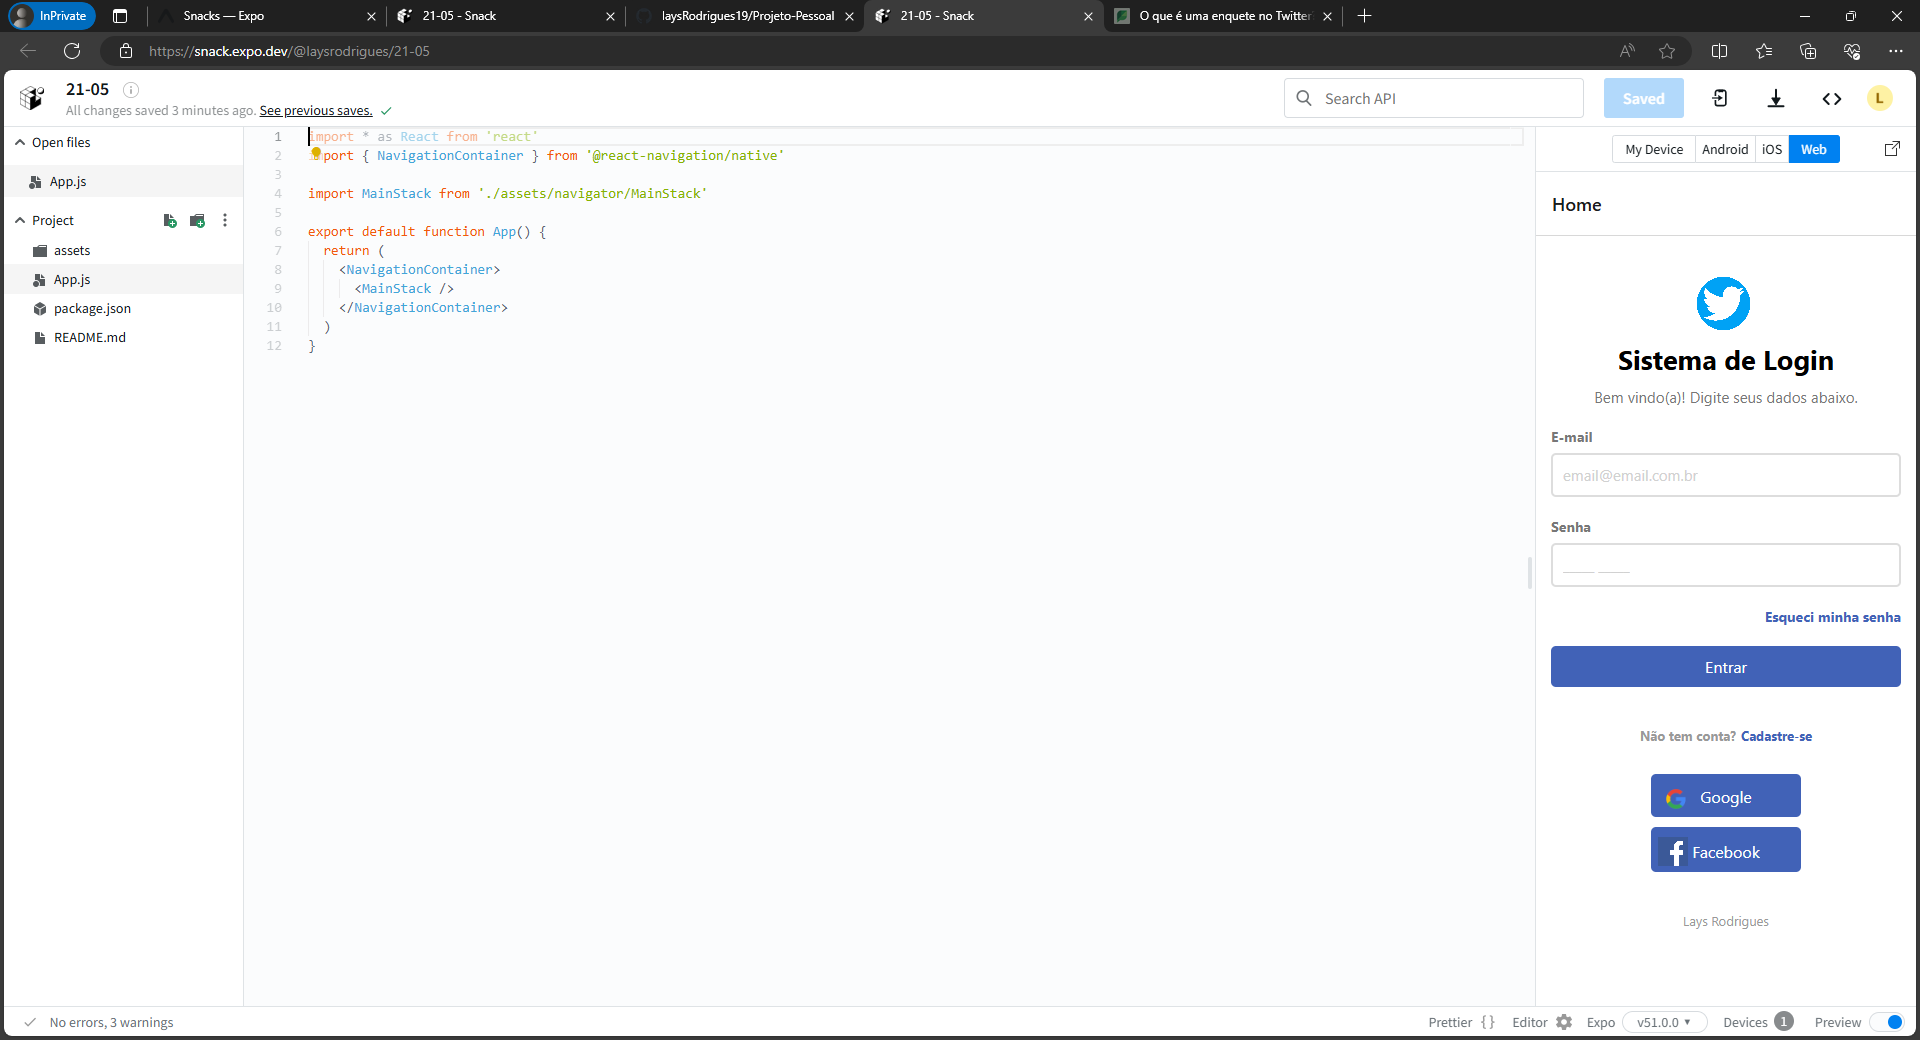 InPrivate
Snacks — Expo
21-05 - Snack
laysRodrigues19/Projeto-Pessoal
21-05 - Snack
O que é uma enquete no Twitter
https://snack.expo.dev/@laysrodrigues/21-05
21-05
All changes saved 3 minutes ago. See previous saves.
Search API
Saved
L
Open files
App.js
Project
assets
App.js
package.json
README.md
1 import * as React from 'react'
2 import { NavigationContainer } from '@react-navigation/native'
3
4 import MainStack from './assets/navigator/MainStack'
5
6 export default function App() {
7 return (
8 <NavigationContainer>
9 <MainStack />
10 </NavigationContainer>
11 )
12 }
My Device Android iOS Web
Home
Sistema de Login
Bem vindo(a)! Digite seus dados abaixo.
E-mail
email@email.com.br
Senha
____ ____
Esqueci minha senha
Entrar
Não tem conta? Cadastre-se
Google
Facebook
Lays Rodrigues
No errors, 3 warnings
Prettier {} Editor Expo v51.0.0 Devices 1 Preview